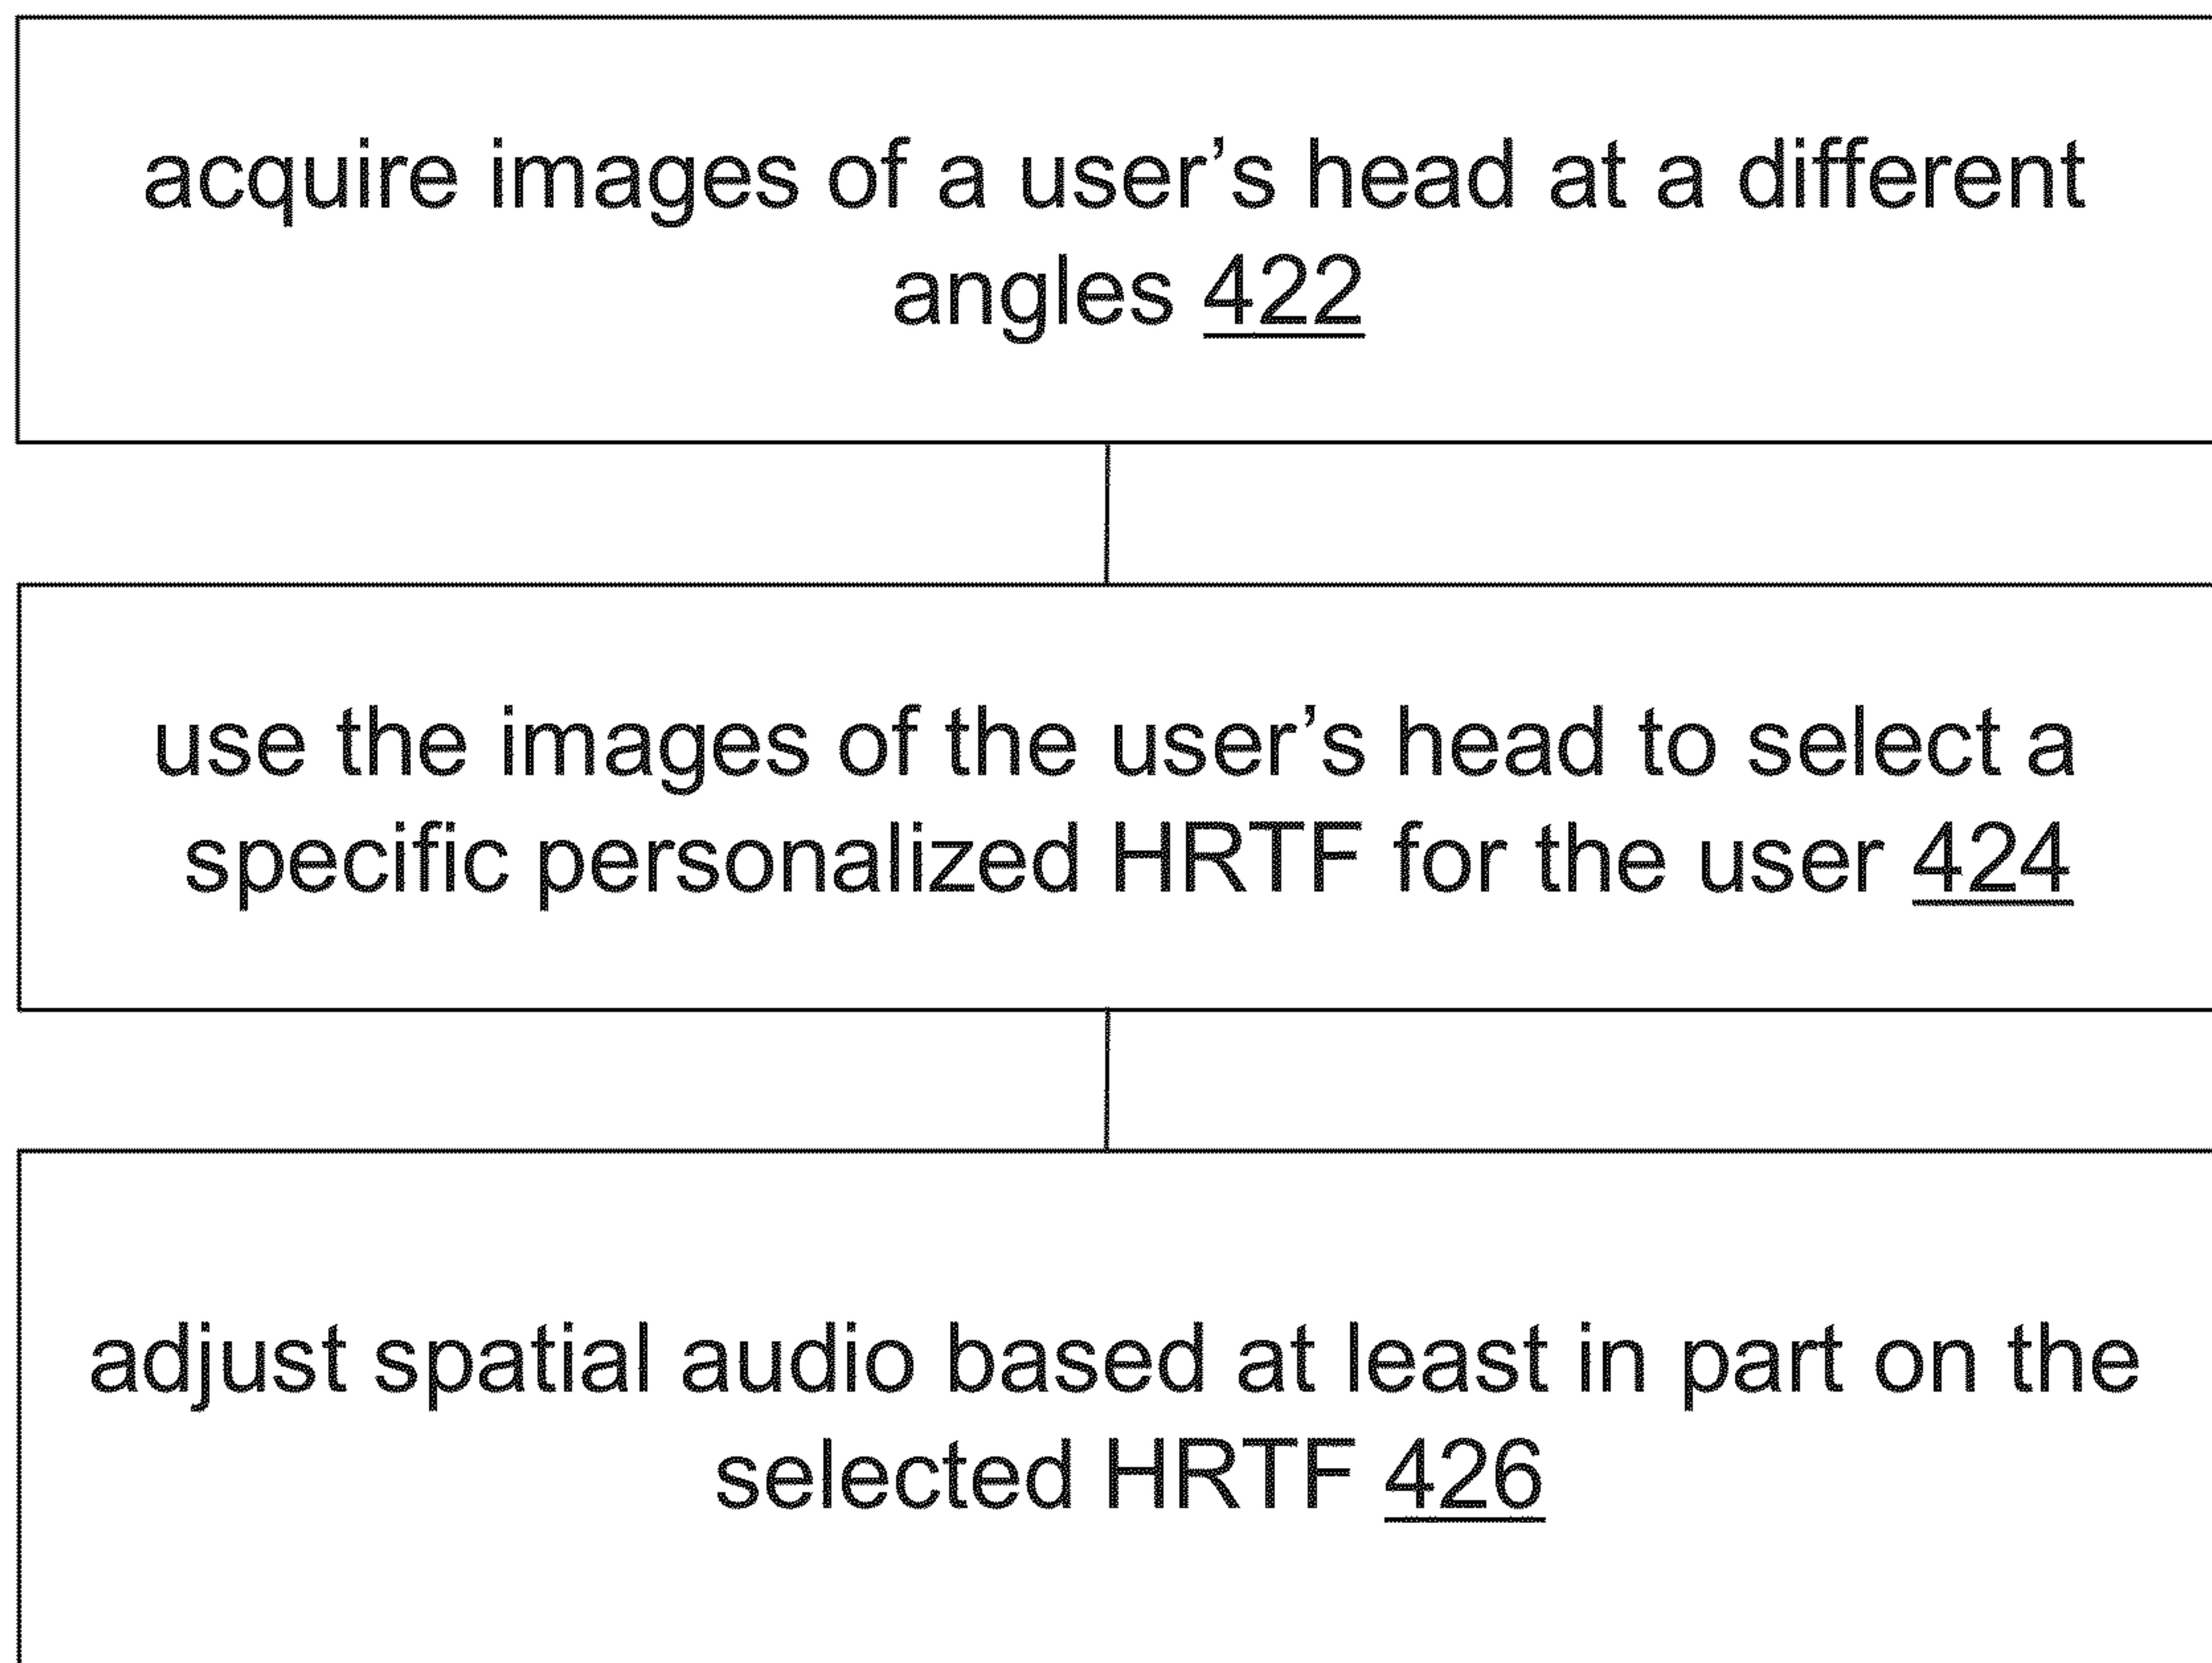 acquire images of a user’s head at a different
angles 422
use the images of the user’s head to select a
specific personalized HRTF for the user 424
adjust spatial audio based at least in part on the
selected HRTF 426